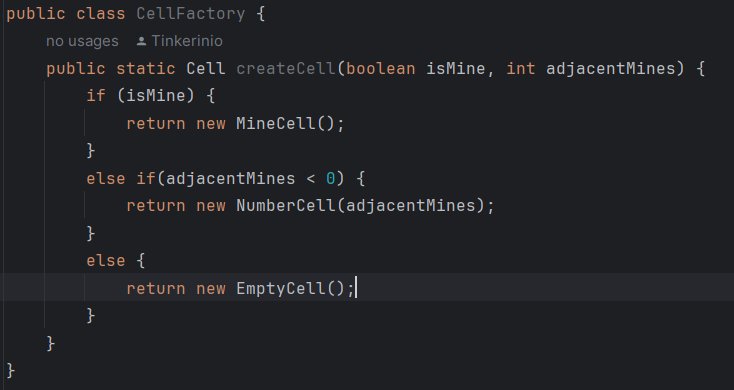 public class CellFactory {
no usages Tinkerinio
public static Cell createCell(boolean isMine, int adjacentMines) {
if (isMine) {
return new MineCell();
}
else if(adjacentMines < 0) {
return new NumberCell(adjacentMines);
}
else {
return new EmptyCell();
}
}
}